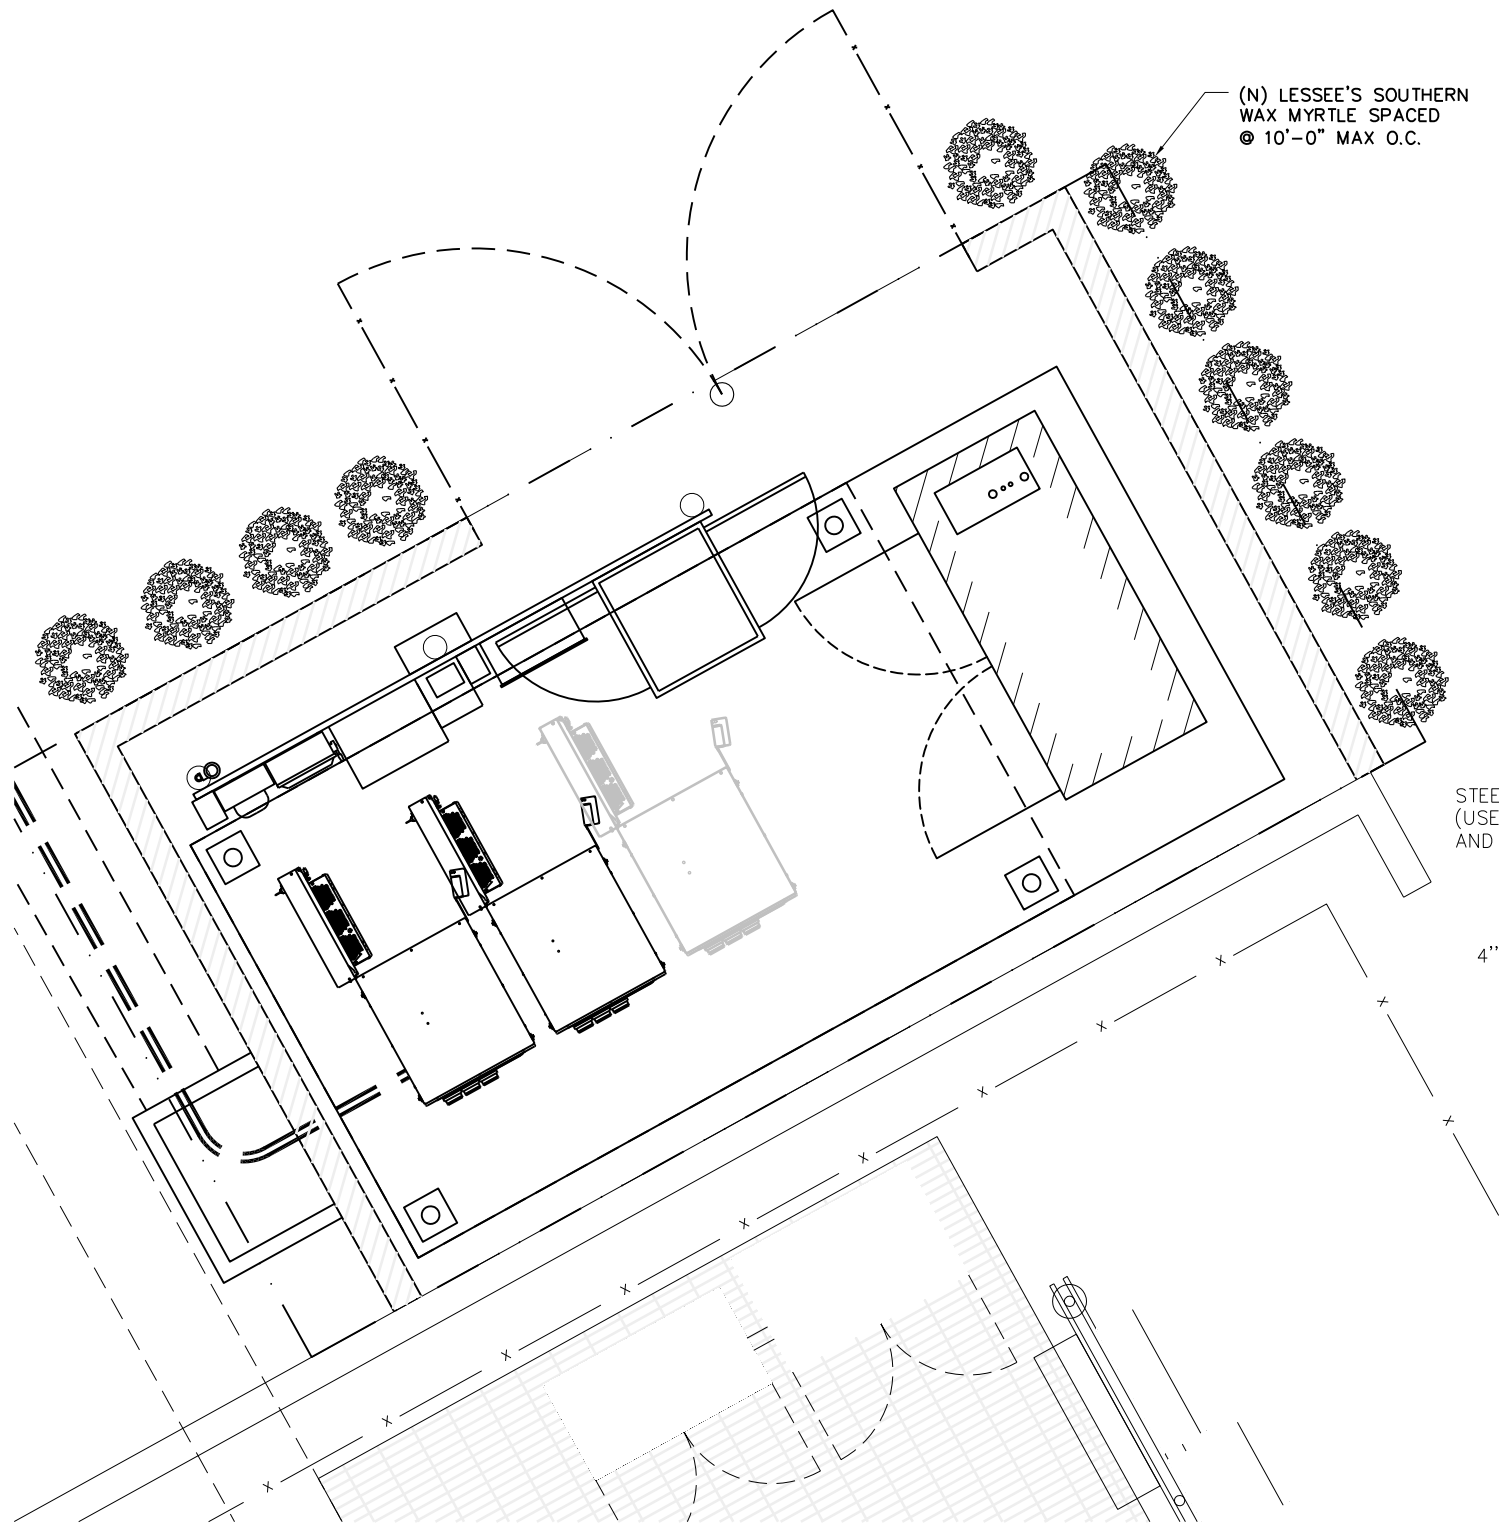 (N) LESSEE'S SOUTHERN
WAX MYRTLE SPACED
@ 10'-0" MAX O.C.
STEE
(USE
AND
4''